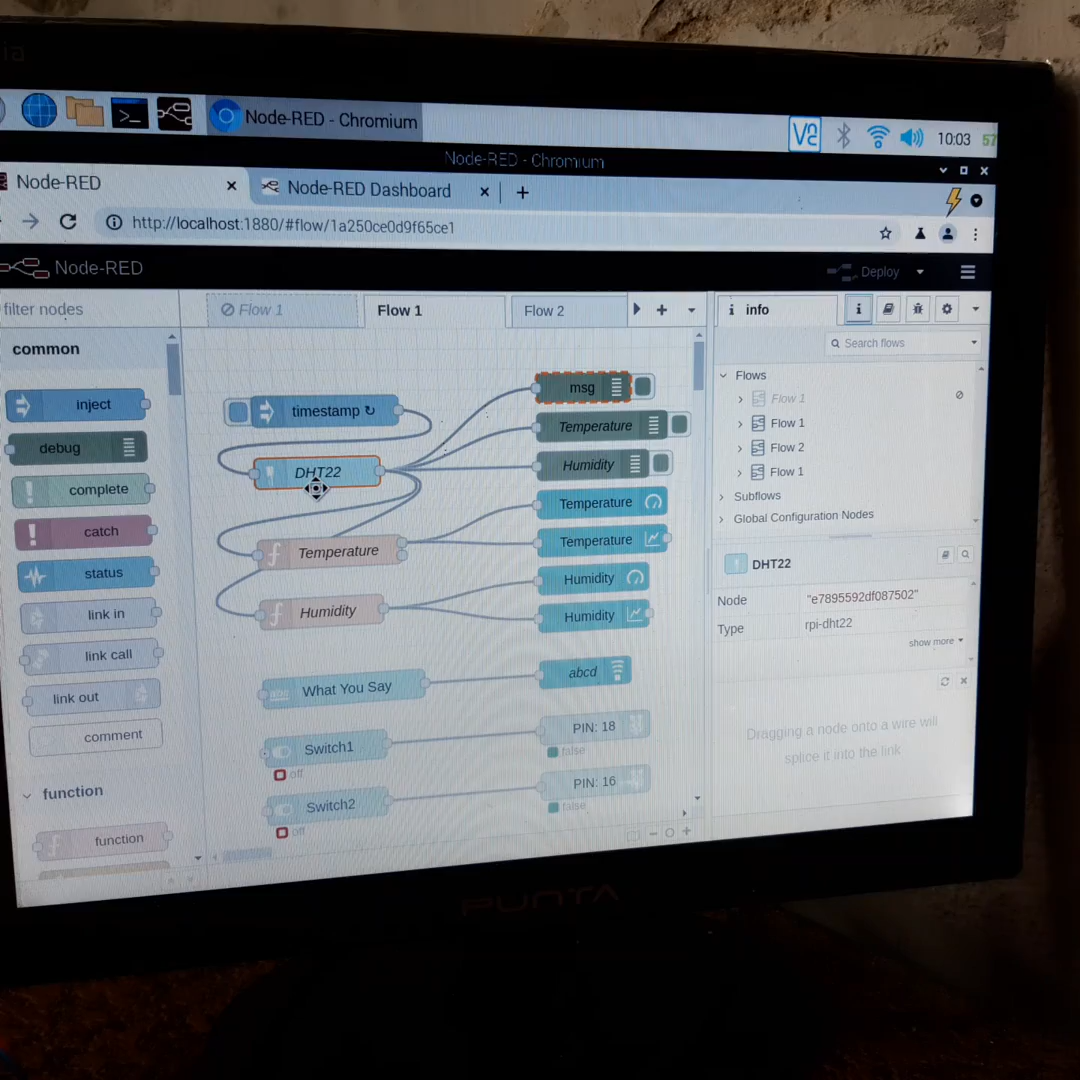 Node-RED - Chromium
10:03
57
Node-RED - Chromium
Node-RED
Node-RED Dashboard
http://localhost:1880/#flow/1a250ce0d9f65ce1
Node-RED
Deploy
filter nodes
common
inject
debug
complete
catch
status
link in
link call
link out
comment
function
function
Flow 1
Flow 1
Flow 2
timestamp ↻
DHT22
Temperature
Humidity
What You Say
Switch1
off
Switch2
off
msg
Temperature
Humidity
Temperature
Temperature
Humidity
Humidity
abcd
PIN: 18
false
PIN: 16
false
info
Search flows
Flows
Flow 1
Flow 1
Flow 2
Flow 1
Subflows
Global Configuration Nodes
DHT22
Node "e7895592df087502"
Type rpi-dht22
show more
Dragging a node onto a wire will
splice it into the link
PUNTA